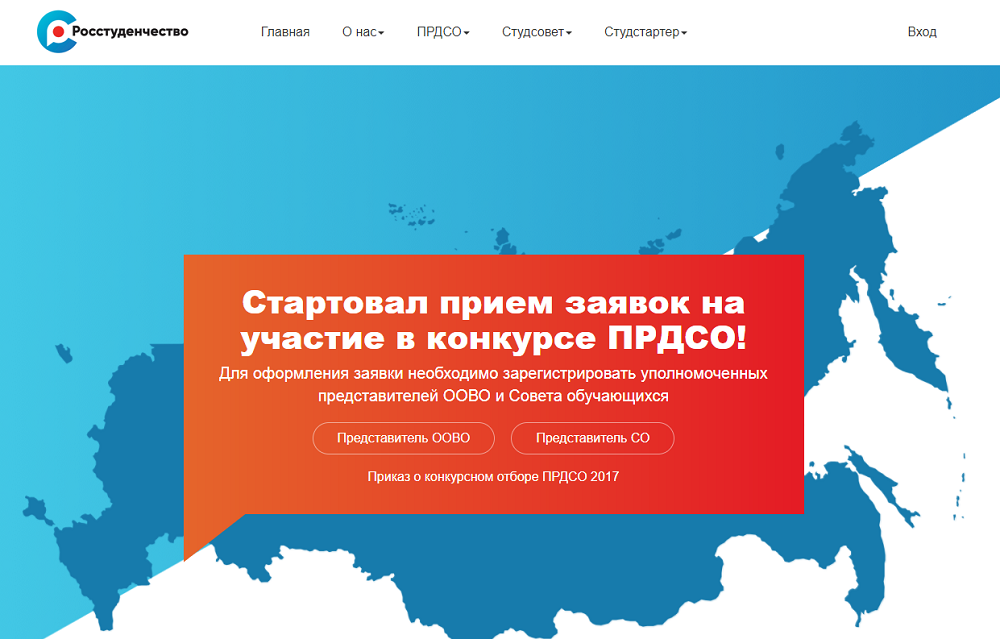 Росстуденчество
Главная О нас ПРДСО Студсовет Студстартер Вход
Стартовал прием заявок на
участие в конкурсе ПРДСО!
Для оформления заявки необходимо зарегистрировать уполномоченных
представителей ООВО и Совета обучающихся
Представитель ООВО Представитель СО
Приказ о конкурсном отборе ПРДСО 2017